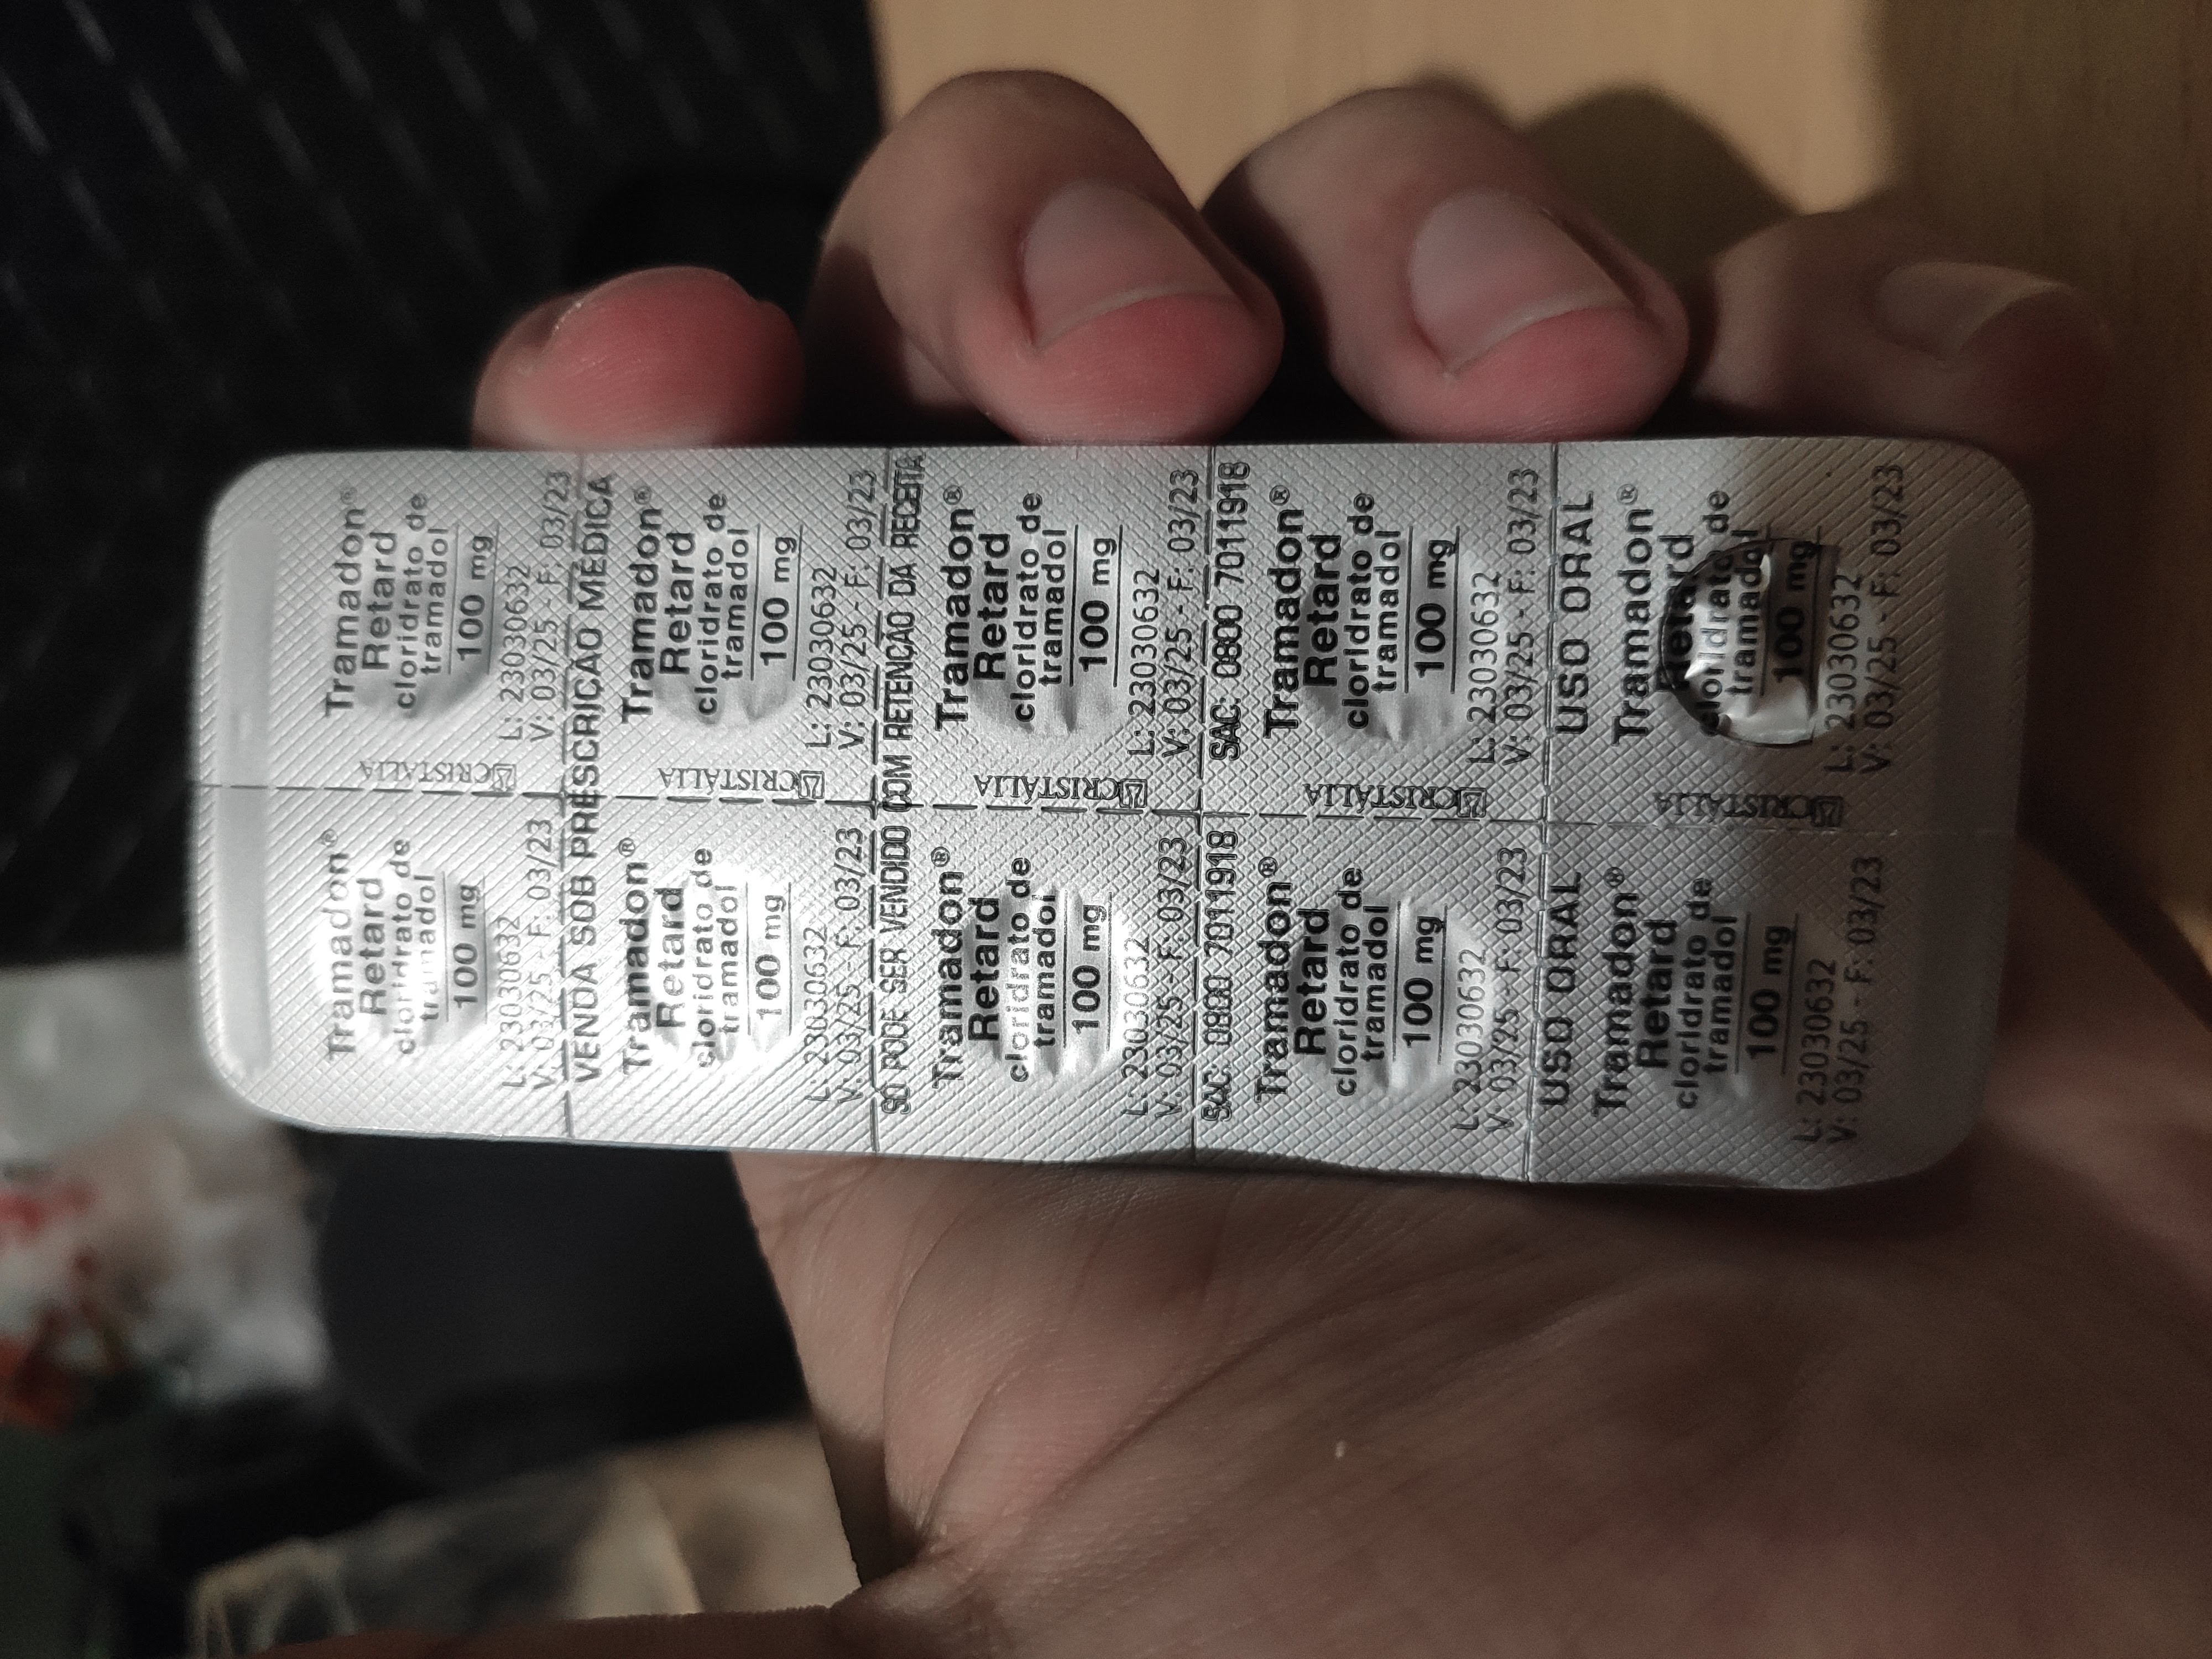 Tramadon® Tramadon®
Retard Retard
cloridrato de cloridrato de
tramadol tramadol
100 mg 100 mg
CRISTÁLIA
L: 23030632 L: 23030632
V: 03/25 - F: 03/23 V: 03/25 - F: 03/23
VENDA SOB PRESCRIÇÃO MÉDICA
Tramadon® Tramadon®
Retard Retard
cloridrato de cloridrato de
tramadol tramadol
100 mg 100 mg
CRISTÁLIA
L: 23030632 L: 23030632
V: 03/25 - F: 03/23 V: 03/25 - F: 03/23
SÓ PODE SER VENDIDO COM RETENÇÃO DA RECEITA
Tramadon® Tramadon®
Retard Retard
cloridrato de cloridrato de
tramadol tramadol
100 mg 100 mg
CRISTÁLIA
L: 23030632 L: 23030632
V: 03/25 - F: 03/23 V: 03/25 - F: 03/23
SAC: 0800 7011918 SAC: 0800 7011918
Tramadon® Tramadon®
Retard Retard
cloridrato de cloridrato de
tramadol tramadol
100 mg 100 mg
CRISTÁLIA
L: 23030632 L: 23030632
V: 03/25 - F: 03/23 V: 03/25 - F: 03/23
USO ORAL USO ORAL
Tramadon® Tramadon®
Retard Retard
cloridrato de cloridrato de
tramadol tramadol
100 mg 100 mg
CRISTÁLIA
L: 23030632 L: 23030632
V: 03/25 - F: 03/23 V: 03/25 - F: 03/23